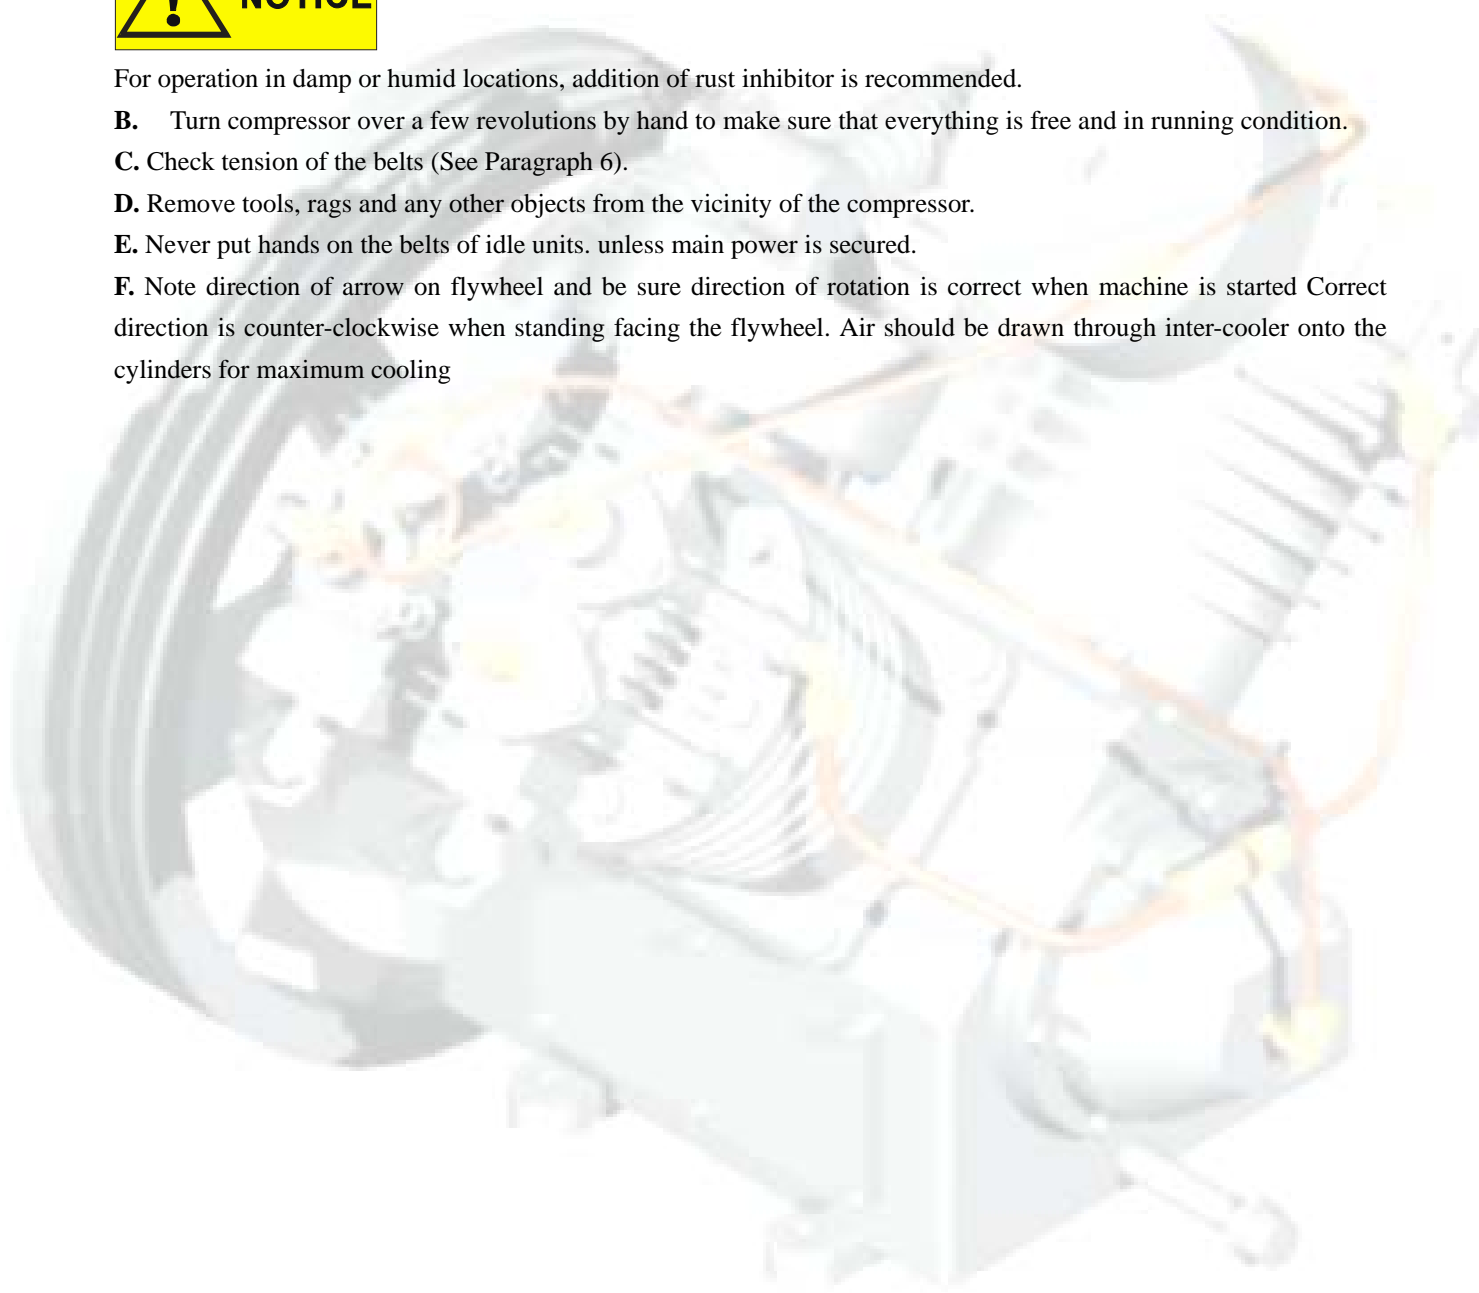 NOTICE
For operation in damp or humid locations, addition of rust inhibitor is recommended.
B. Turn compressor over a few revolutions by hand to make sure that everything is free and in running condition.
C. Check tension of the belts (See Paragraph 6).
D. Remove tools, rags and any other objects from the vicinity of the compressor.
E. Never put hands on the belts of idle units. unless main power is secured.
F. Note direction of arrow on flywheel and be sure direction of rotation is correct when machine is started Correct
direction is counter-clockwise when standing facing the flywheel. Air should be drawn through inter-cooler onto the
cylinders for maximum cooling